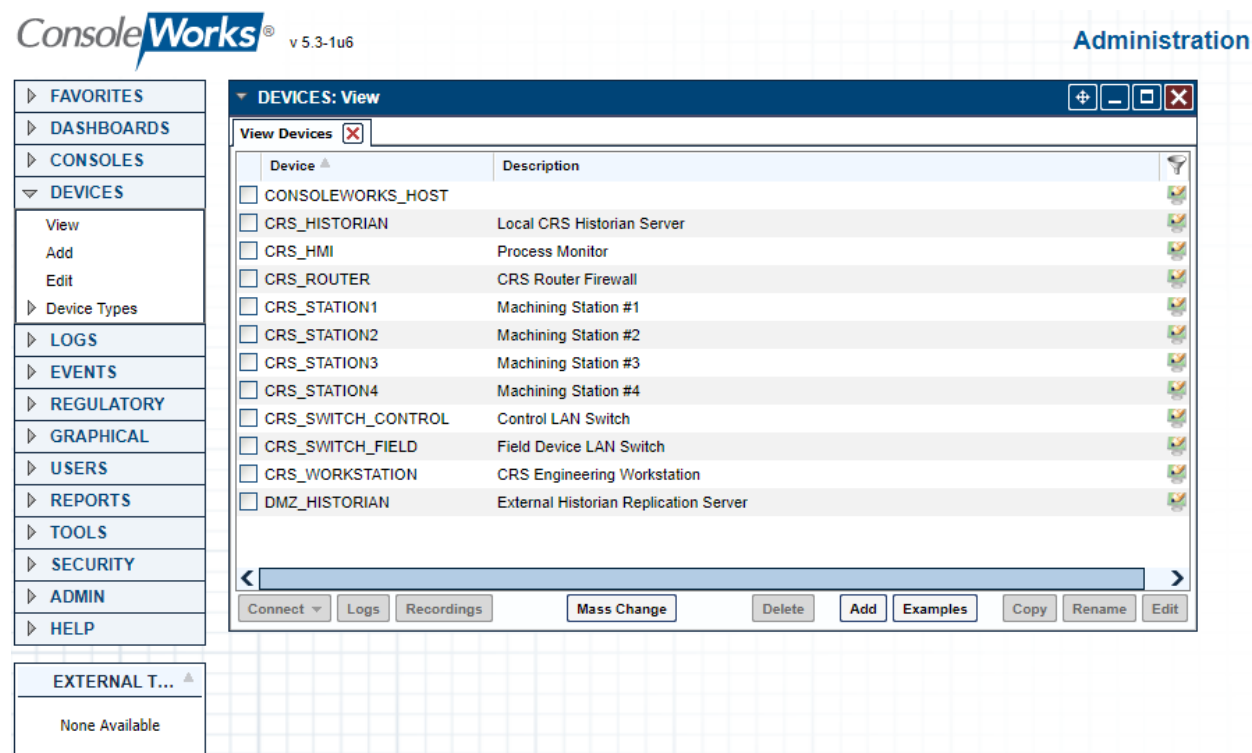 ConsoleWorks® v 5.3-1u6
Administration
FAVORITES
DASHBOARDS
CONSOLES
DEVICES
View
Add
Edit
Device Types
LOGS
EVENTS
REGULATORY
GRAPHICAL
USERS
REPORTS
TOOLS
SECURITY
ADMIN
HELP
EXTERNAL T...
None Available
DEVICES: View
View Devices
Device Description
CONSOLEWORKS_HOST
CRS_HISTORIAN Local CRS Historian Server
CRS_HMI Process Monitor
CRS_ROUTER CRS Router Firewall
CRS_STATION1 Machining Station #1
CRS_STATION2 Machining Station #2
CRS_STATION3 Machining Station #3
CRS_STATION4 Machining Station #4
CRS_SWITCH_CONTROL Control LAN Switch
CRS_SWITCH_FIELD Field Device LAN Switch
CRS_WORKSTATION CRS Engineering Workstation
DMZ_HISTORIAN External Historian Replication Server
Connect Logs Recordings Mass Change Delete Add Examples Copy Rename Edit